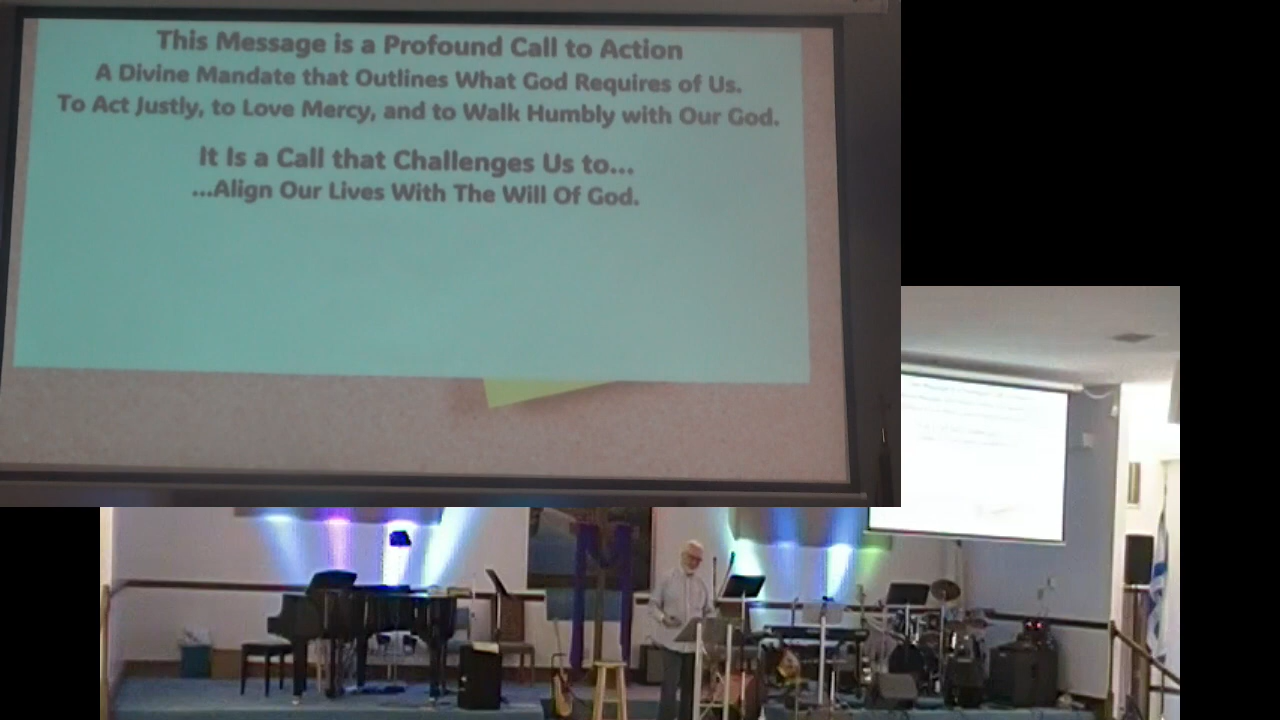 This Message is a Profound Call to Action
A Divine Mandate that Outlines What God Requires of Us.
To Act Justly, to Love Mercy, and to Walk Humbly with Our God.
It Is a Call that Challenges Us to...
...Align Our Lives With The Will Of God.